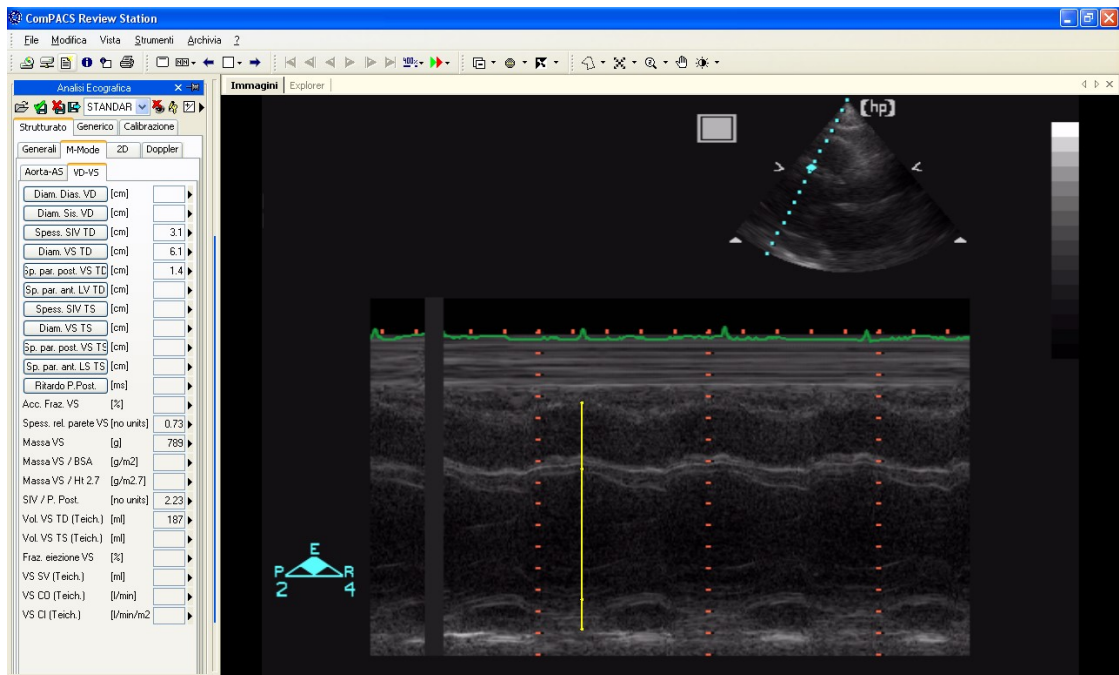 ComPACS Review Station
File Modifica Vista Strumenti Archivia ?
400%
Analisi Ecografica
STANDAR
Strutturato Generico Calibrazione
Generali M-Mode 2D Doppler
Aorta-AS VD-VS
Diam. Dias. VD [cm]
Diam. Sis. VD [cm]
Spess. SIV TD [cm] 3.1
Diam. VS TD [cm] 6.1
Sp. par. post. VS TD [cm] 1.4
Sp. par. ant. LV TD [cm]
Spess. SIV TS [cm]
Diam. VS TS [cm]
Sp. par. post. VS TS [cm]
Sp. par. ant. LS TS [cm]
Ritardo P.Post. [ms]
Acc. Fraz. VS [%]
Spess. rel. parete VS [no units] 0.73
Massa VS [g] 789
Massa VS / BSA [g/m2]
Massa VS / Ht 2.7 [g/m2.7]
SIV / P. Post. [no units] 2.23
Vol. VS TD (Teich.) [ml] 187
Vol. VS TS (Teich.) [ml]
Fraz. eiezione VS [%]
VS SV (Teich.) [ml]
VS CO (Teich.) [l/min]
VS CI (Teich.) [l/min/m2
Immagini Explorer
(hp)
E
P R
2 4